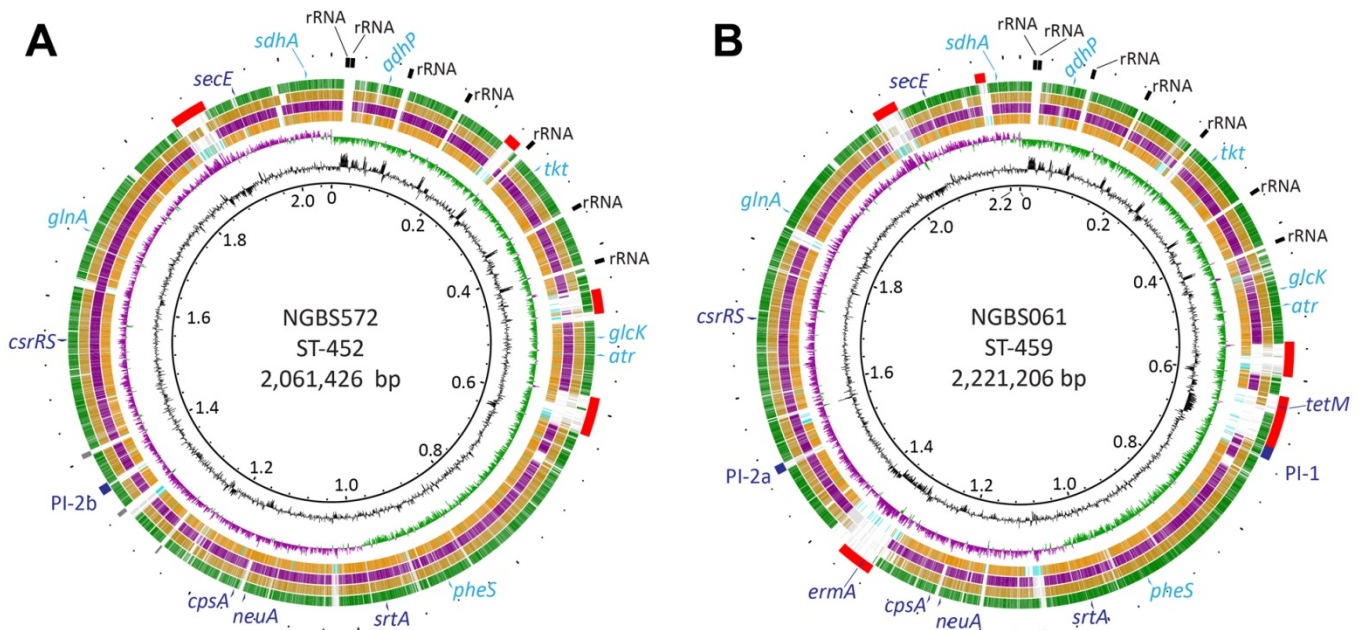 A
rRNA
rRNA
sdhA
adhP
rRNA
secE
rRNA
rRNA
tkt
glnA
rRNA
2.0
0
0.2
1.8
rRNA
0.4
NGBS572
1.6
glcK
csrRS
ST-452
atr
2,061,426 bp
0.6
1.4
0.8
1.2
1.0
PI-2b
pheS
cpsA
neuA
srtA
B
rRNA
rRNA
sdhA
adhP
rRNA
secE
rRNA
tkt
glnA
rRNA
2.2
0
2.0
0.2
glcK
1.8
0.4
atr
NGBS061
csrRS
ST-459
1.6
0.6
2,221,206 bp
tetM
1.4
0.8
1.2
1.0
PI-2a
PI-1
ermA
cpsA
neuA
srtA
pheS